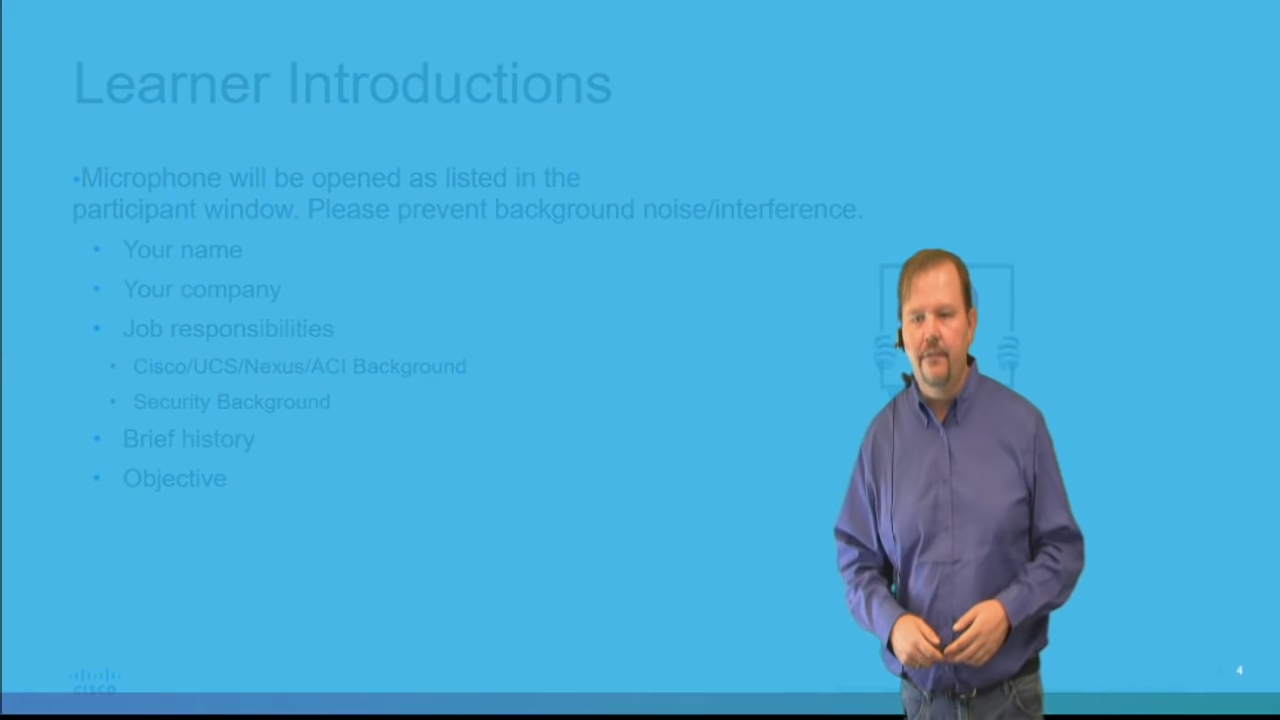 Learner Introductions
•Microphone will be opened as listed in the
participant window. Please prevent background noise/interference.
• Your name
• Your company
• Job responsibilities
• Cisco/UCS/Nexus/ACI Background
• Security Background
• Brief history
• Objective
4
CISCO